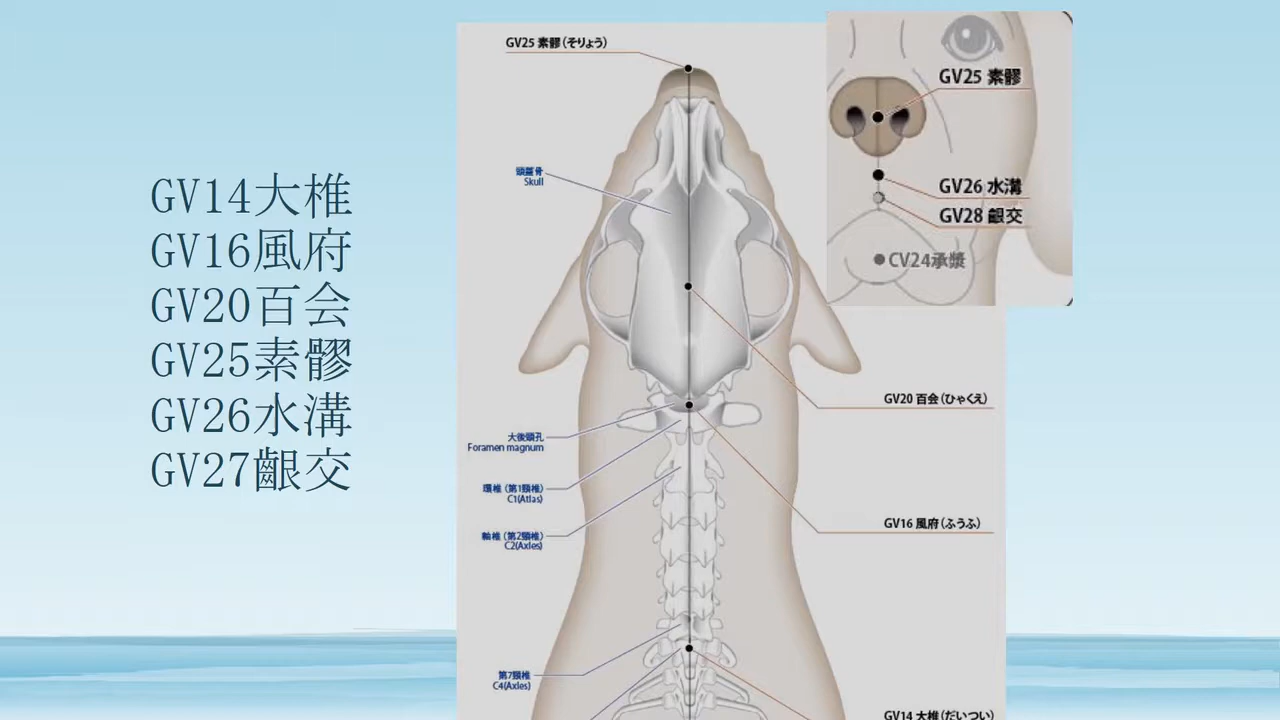 GV14大椎
GV16風府
GV20百会
GV25素髎
GV26水溝
GV27齦交
GV25 素髎(そりょう)
頭蓋骨
Skull
大後頭孔
Foramen magnum
環椎(第1頸椎)
C1(Atlas)
軸椎(第2頸椎)
C2(Axles)
第7頸椎
C4(Axles)
GV20 百会(ひゃくえ)
GV16 風府(ふうふ)
GV14 大椎(だいつい)
GV25 素髎
GV26 水溝
GV28 齦交
CV24承漿